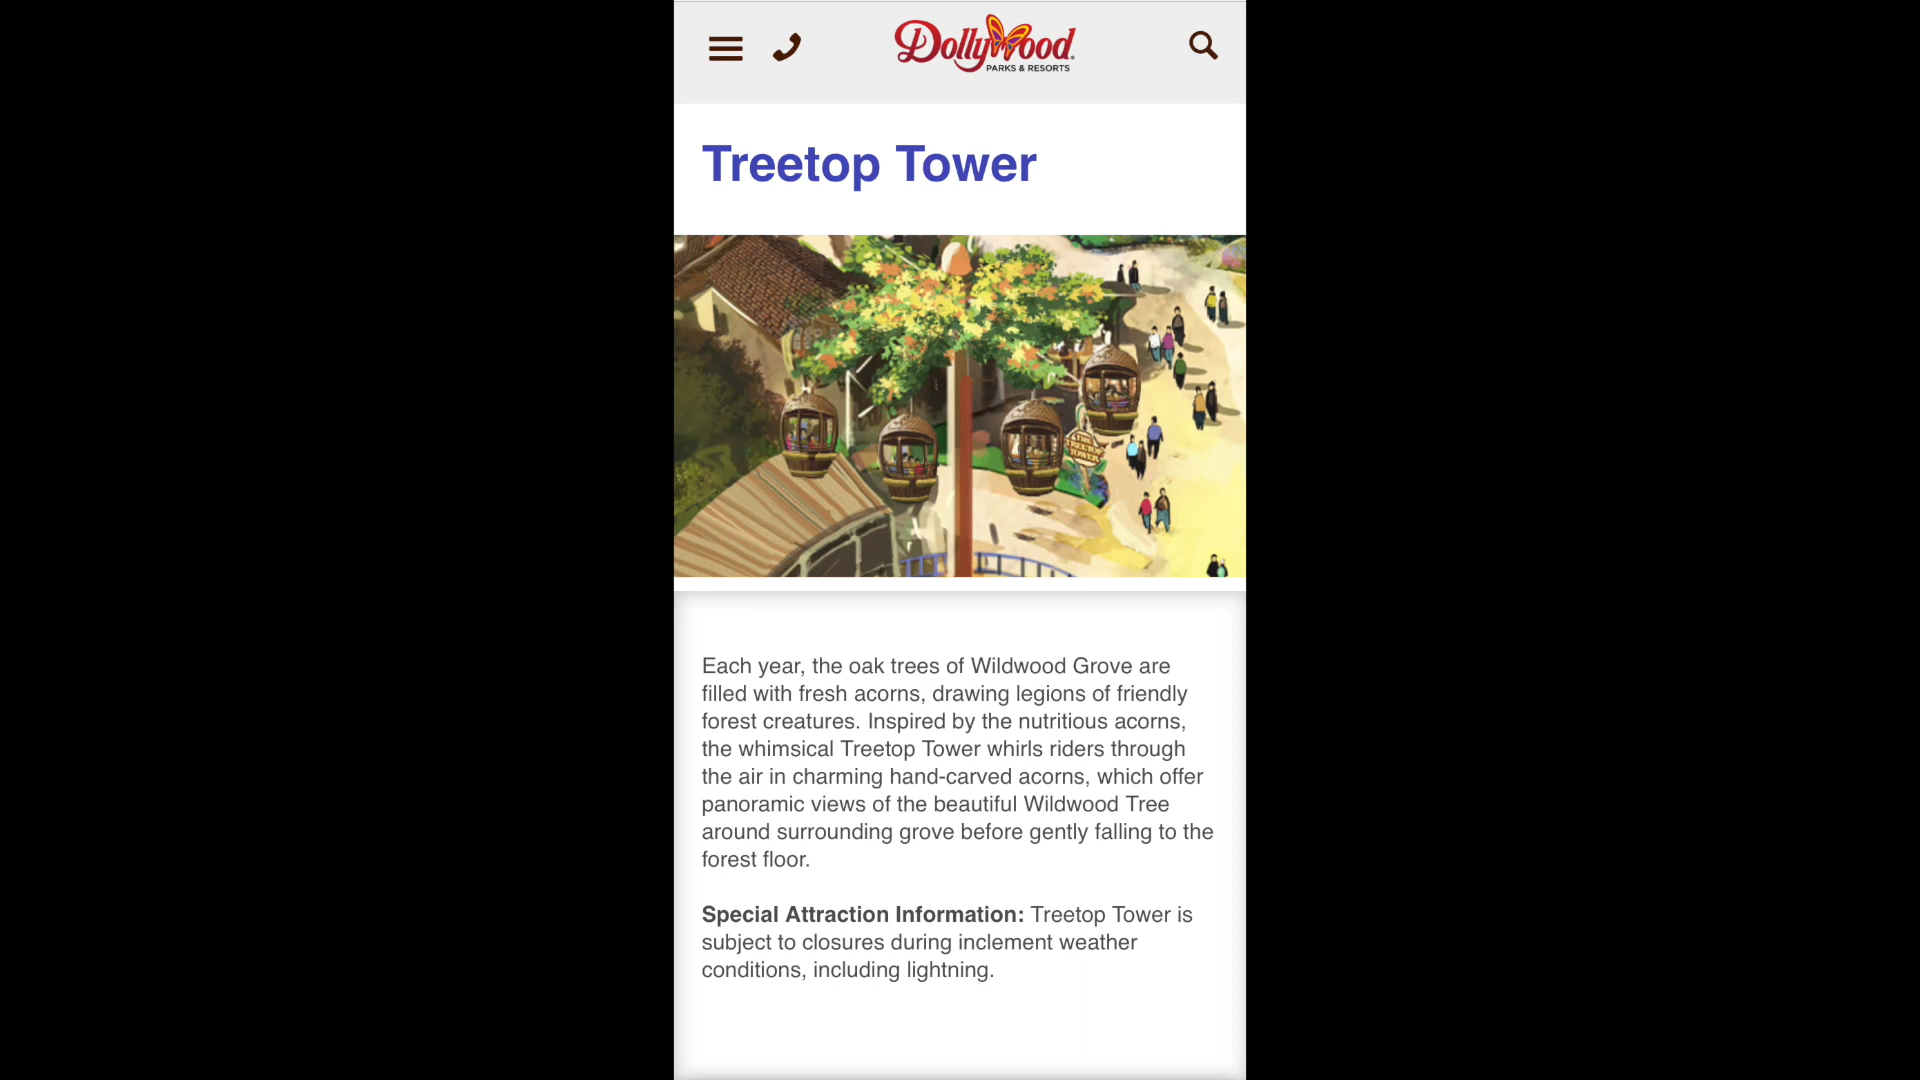 Dollywood
PARKS & RESORTS
Treetop Tower
THE
TREETOP
TOWER
Each year, the oak trees of Wildwood Grove are
filled with fresh acorns, drawing legions of friendly
forest creatures. Inspired by the nutritious acorns,
the whimsical Treetop Tower whirls riders through
the air in charming hand-carved acorns, which offer
panoramic views of the beautiful Wildwood Tree
around surrounding grove before gently falling to the
forest floor.
Special Attraction Information: Treetop Tower is
subject to closures during inclement weather
conditions, including lightning.